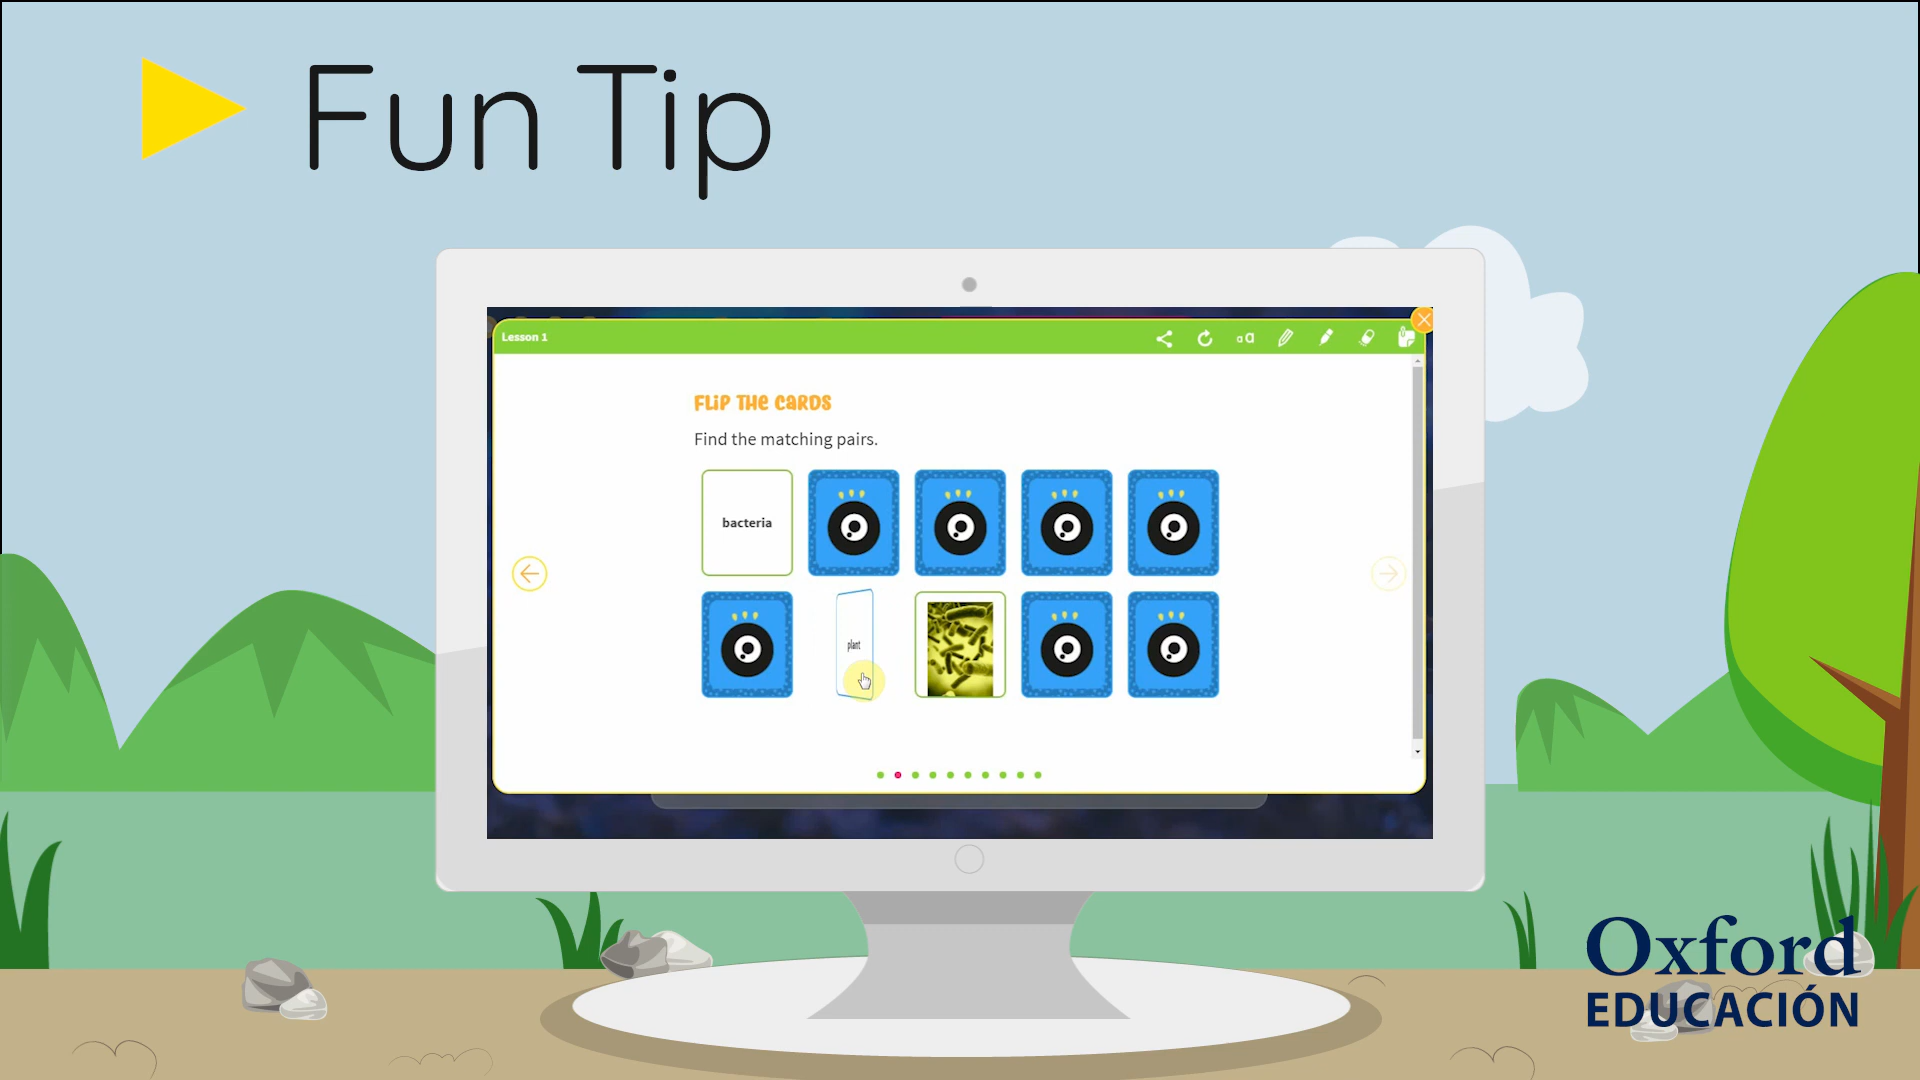 Fun Tip
Lesson 1
aa
FLIP THE CARDS
Find the matching pairs.
bacteria
plant
Oxford
EDUCACIÓN